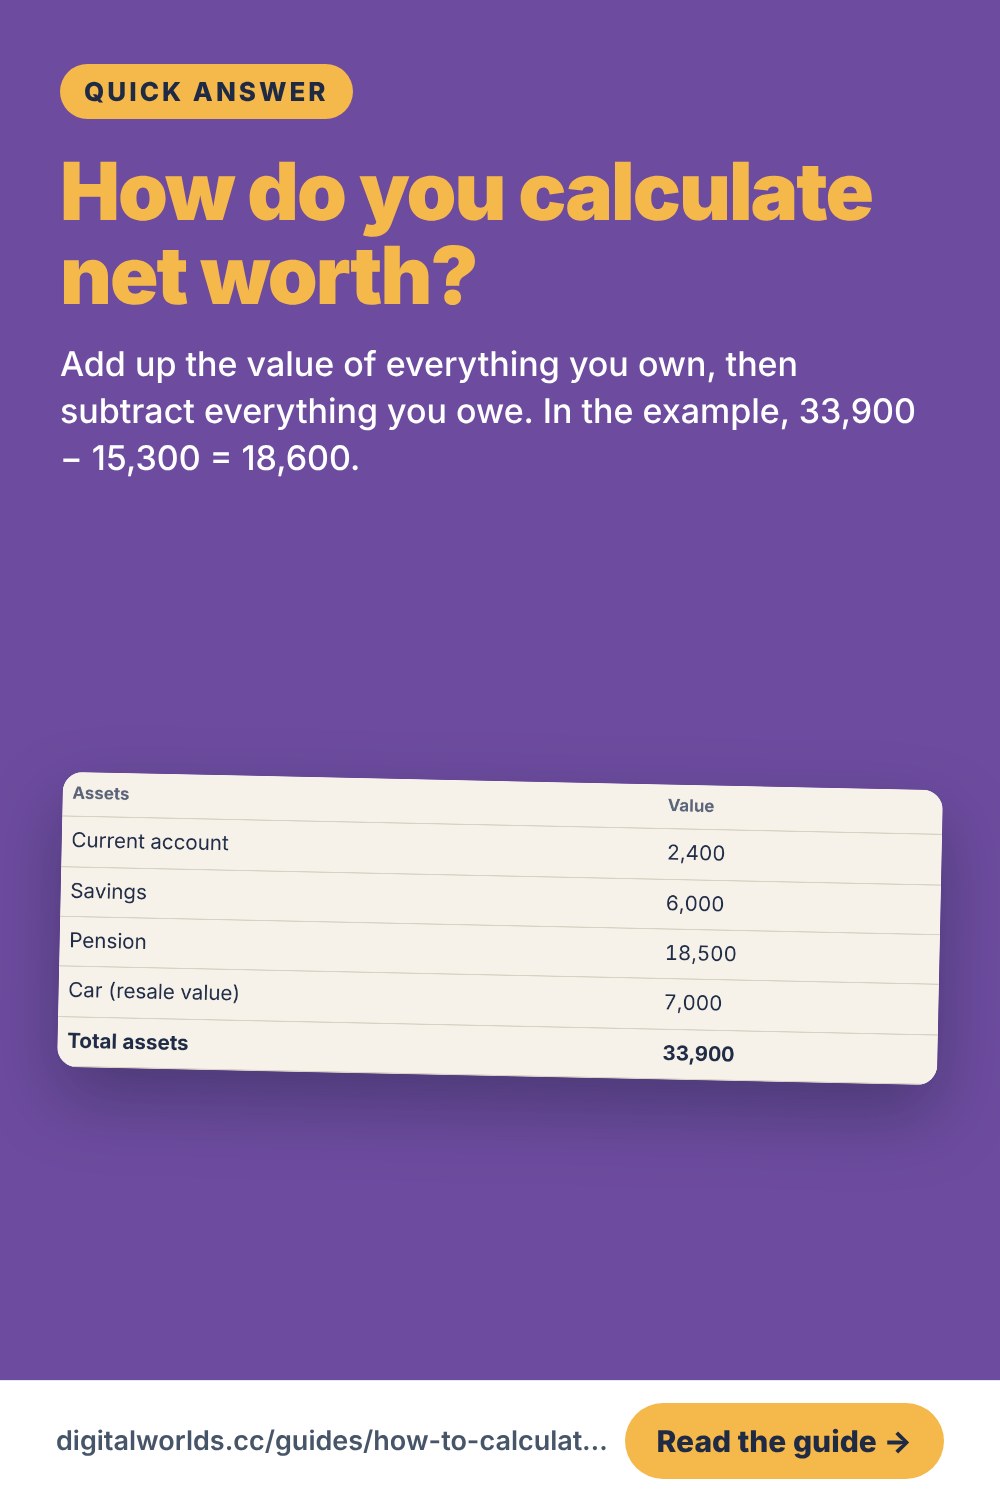 QUICK ANSWER
How do you calculate
net worth?
Add up the value of everything you own, then
subtract everything you owe. In the example, 33,900
– 15,300 = 18,600.
Assets Value
Current account 2,400
Savings 6,000
Pension 18,500
Car (resale value) 7,000
Total assets 33,900
digitalworlds.cc/guides/how-to-calculat... Read the guide →